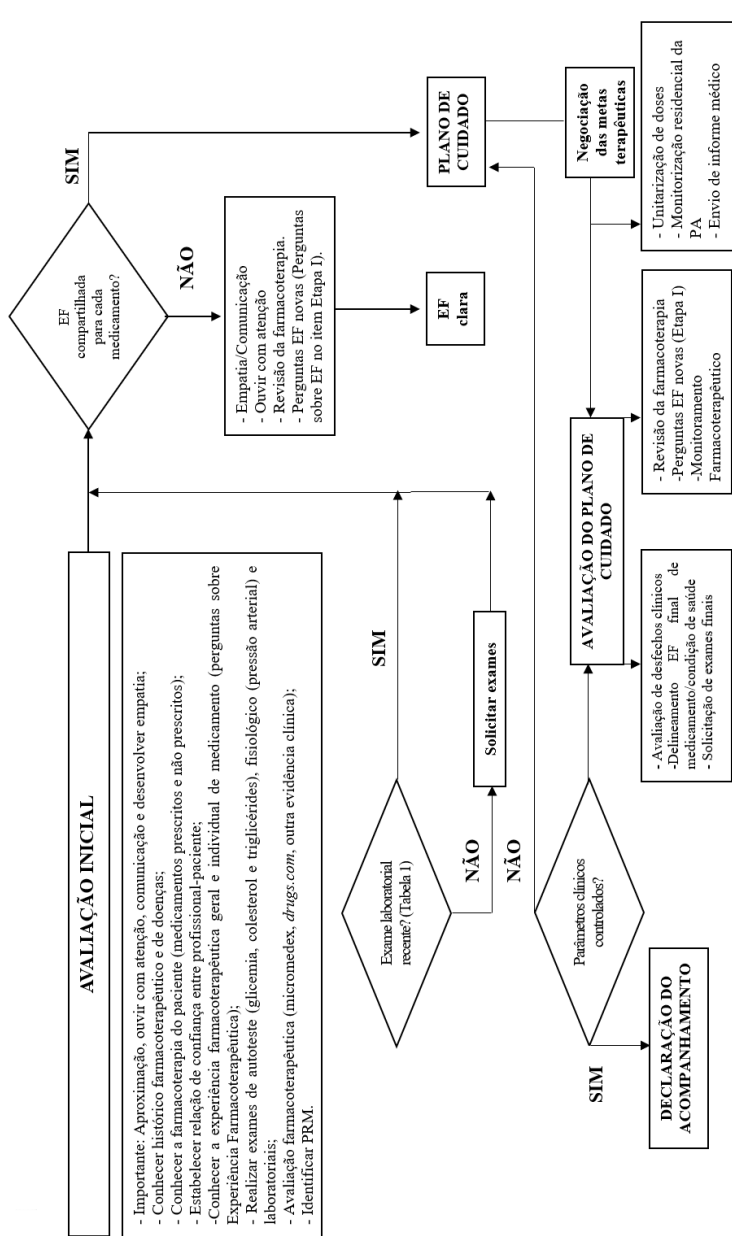 AVALIAÇÃO INICIAL
- Importante: Aproximação, ouvir com atenção, comunicação e desenvolver empatia;
- Conhecer histórico farmacoterapêutico e de doenças;
- Conhecer a farmacoterapia do paciente (medicamentos prescritos e não prescritos);
- Estabelecer relação de confiança entre profissional-paciente;
-Conhecer a experiência farmacoterapêutica geral e individual de medicamento (perguntas sobre
Experiência Farmacoterapêutica);
- Realizar exames de autoteste (glicemia, colesterol e triglicérides), fisiológico (pressão arterial) e
laboratoriais;
- Avaliação farmacoterapêutica (micromedex, drugs.com, outra evidência clínica);
- Identificar PRM.
EF
compartilhada
para cada
medicamento?
SIM
NÃO
- Empatia/Comunicação
- Ouvir com atenção
- Revisão da farmacoterapia.
- Perguntas EF novas (Perguntas
sobre EF no item Etapa I).
EF
clara
PLANO DE
CUIDADO
Exame laboratorial
recente? (Tabela 1)
SIM
NÃO
Solicitar exames
Negociação
das metas
terapêuticas
- Unitarização de doses
- Monitorização residencial da
PA
- Envio de informe médico
AVALIAÇÃO DO PLANO DE
CUIDADO
- Revisão da farmacoterapia
-Perguntas EF novas (Etapa I)
-Monitoramento
Farmacoterapêutico
- Avaliação de desfechos clínicos
-Delineamento EF final de
medicamento/condição de saúde
- Solicitação de exames finais
Parâmetros clínicos
controlados?
NÃO
SIM
DECLARAÇÃO DO
ACOMPANHAMENTO